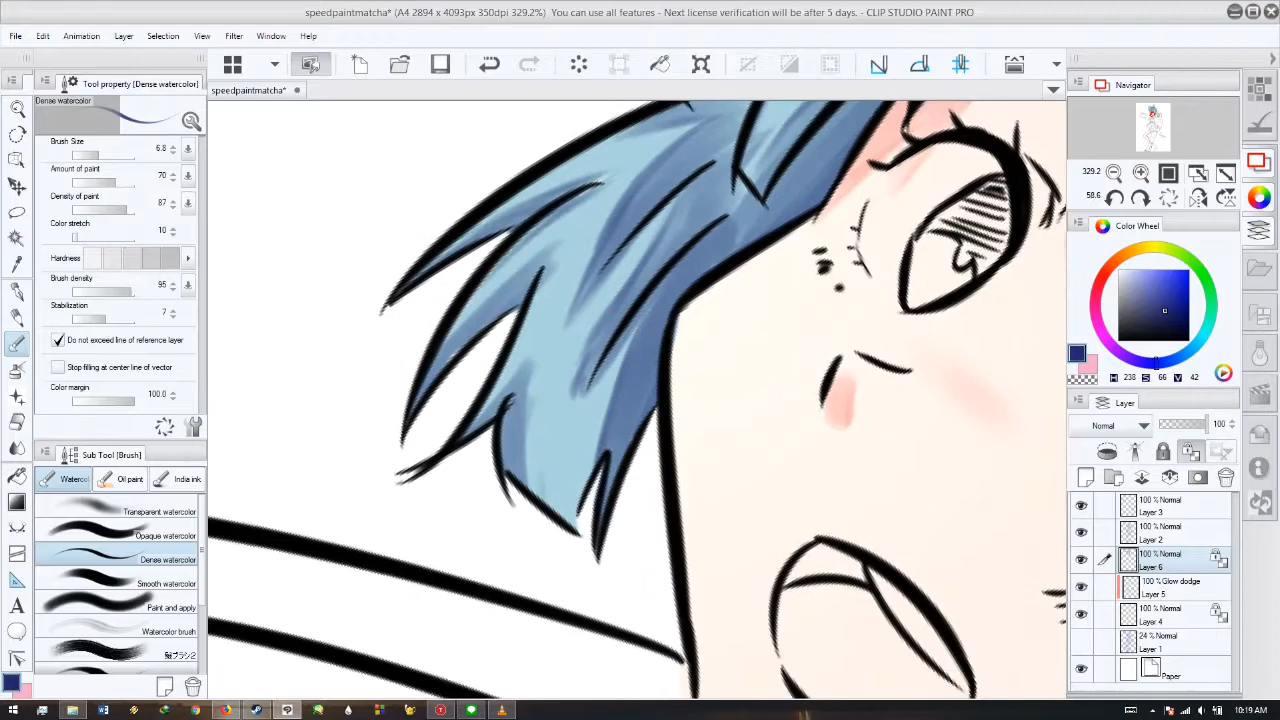 speedpaintmatcha* (A4 2894 x 4093px 350dpi 329.2%)  You can use all features - Next license verification will be after 5 days. - CLIP STUDIO PAINT PRO
File Edit Animation Layer Selection View Filter Window Help
Tool property [Dense watercolor]
Dense watercolor
speedpaintmatcha*
Navigator
Brush Size 6.8
Amount of paint 70
Density of paint 87
Color stretch 10
Hardness
Brush density 95
Stabilization 7
Do not exceed line of reference layer
Stop filling at center line of vector
Color margin 100.0
Sub Tool [Brush]
Watercol Oil paint India ink
Transparent watercolor
Opaque watercolor
Dense watercolor
Smooth watercolor
Paint and apply
Watercolor brush
329.2
58.6
Color Wheel
H 238 S 66 V 42
Layer
Normal 100
100 % Normal
Layer 3
100 % Normal
Layer 2
100 % Normal
Layer 6
100 % Glow dodge
Layer 5
100 % Normal
Layer 4
24 % Normal
Layer 1
Paper
10:19 AM